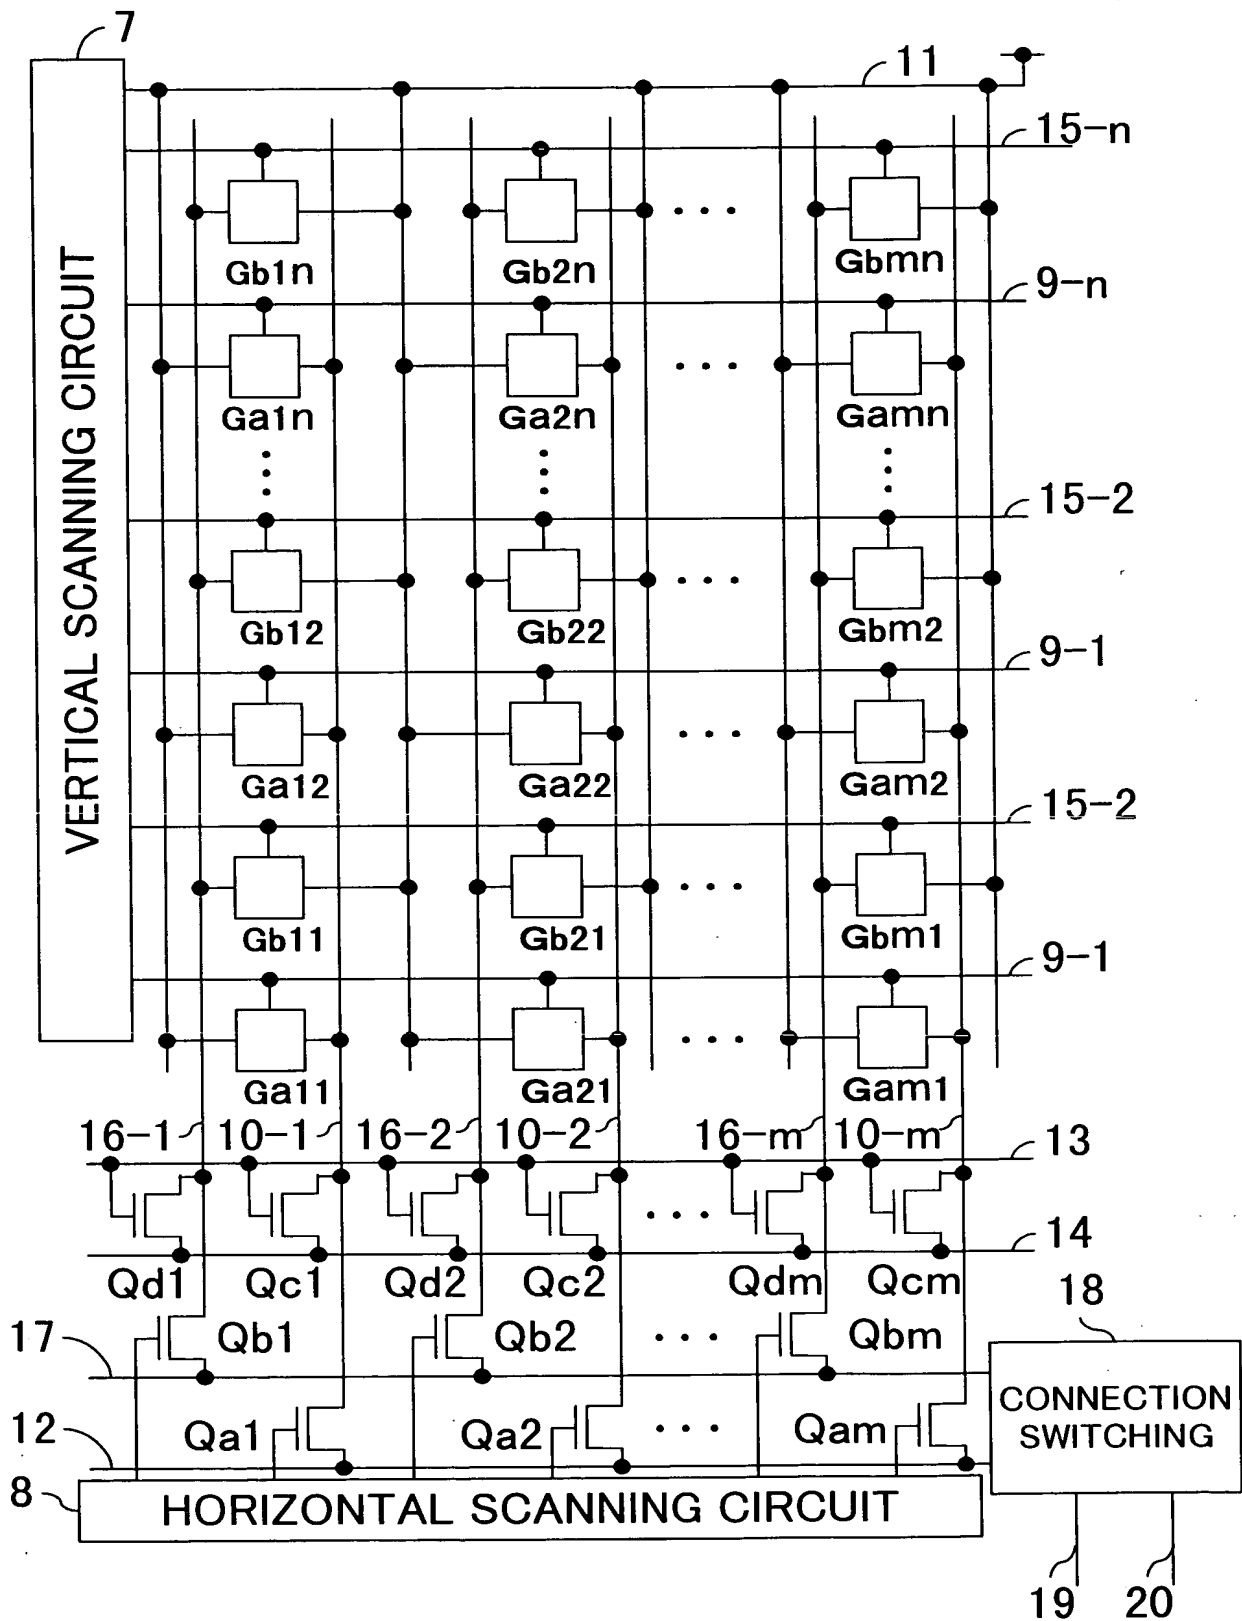 7
11
15-n
Gb1n Gb2n Gbmn
9-n
Ga1n Ga2n Gamn
15-2
Gb12 Gb22 Gbm2
9-1
Ga12 Ga22 Gam2
15-2
Gb11 Gb21 Gbm1
9-1
Ga11 Ga21 Gam1
VERTICAL SCANNING CIRCUIT
16-1 10-1 16-2 10-2 16-m 10-m 13
14
Qd1 Qc1 Qd2 Qc2 Qdm Qcm 18
17 Qb1 Qb2 Qbm
CONNECTION
SWITCHING
12 Qa1 Qa2 Qam
8 HORIZONTAL SCANNING CIRCUIT
19 20